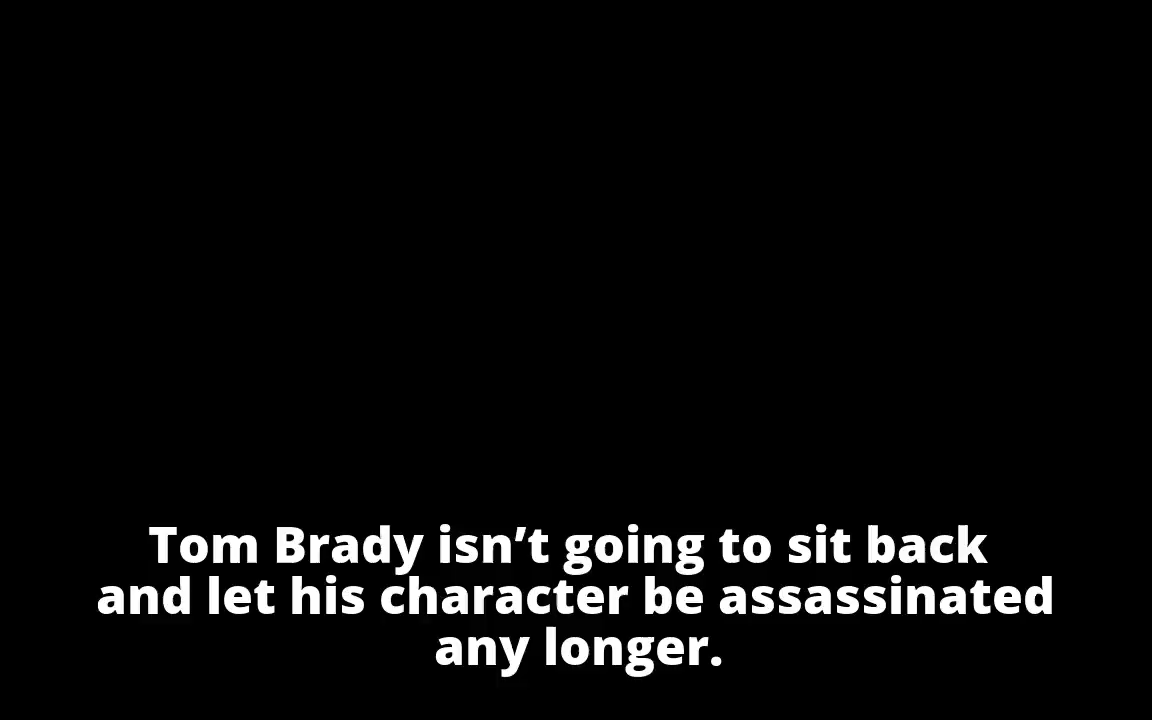 Tom Brady isn’t going to sit back
and let his character be assassinated
any longer.